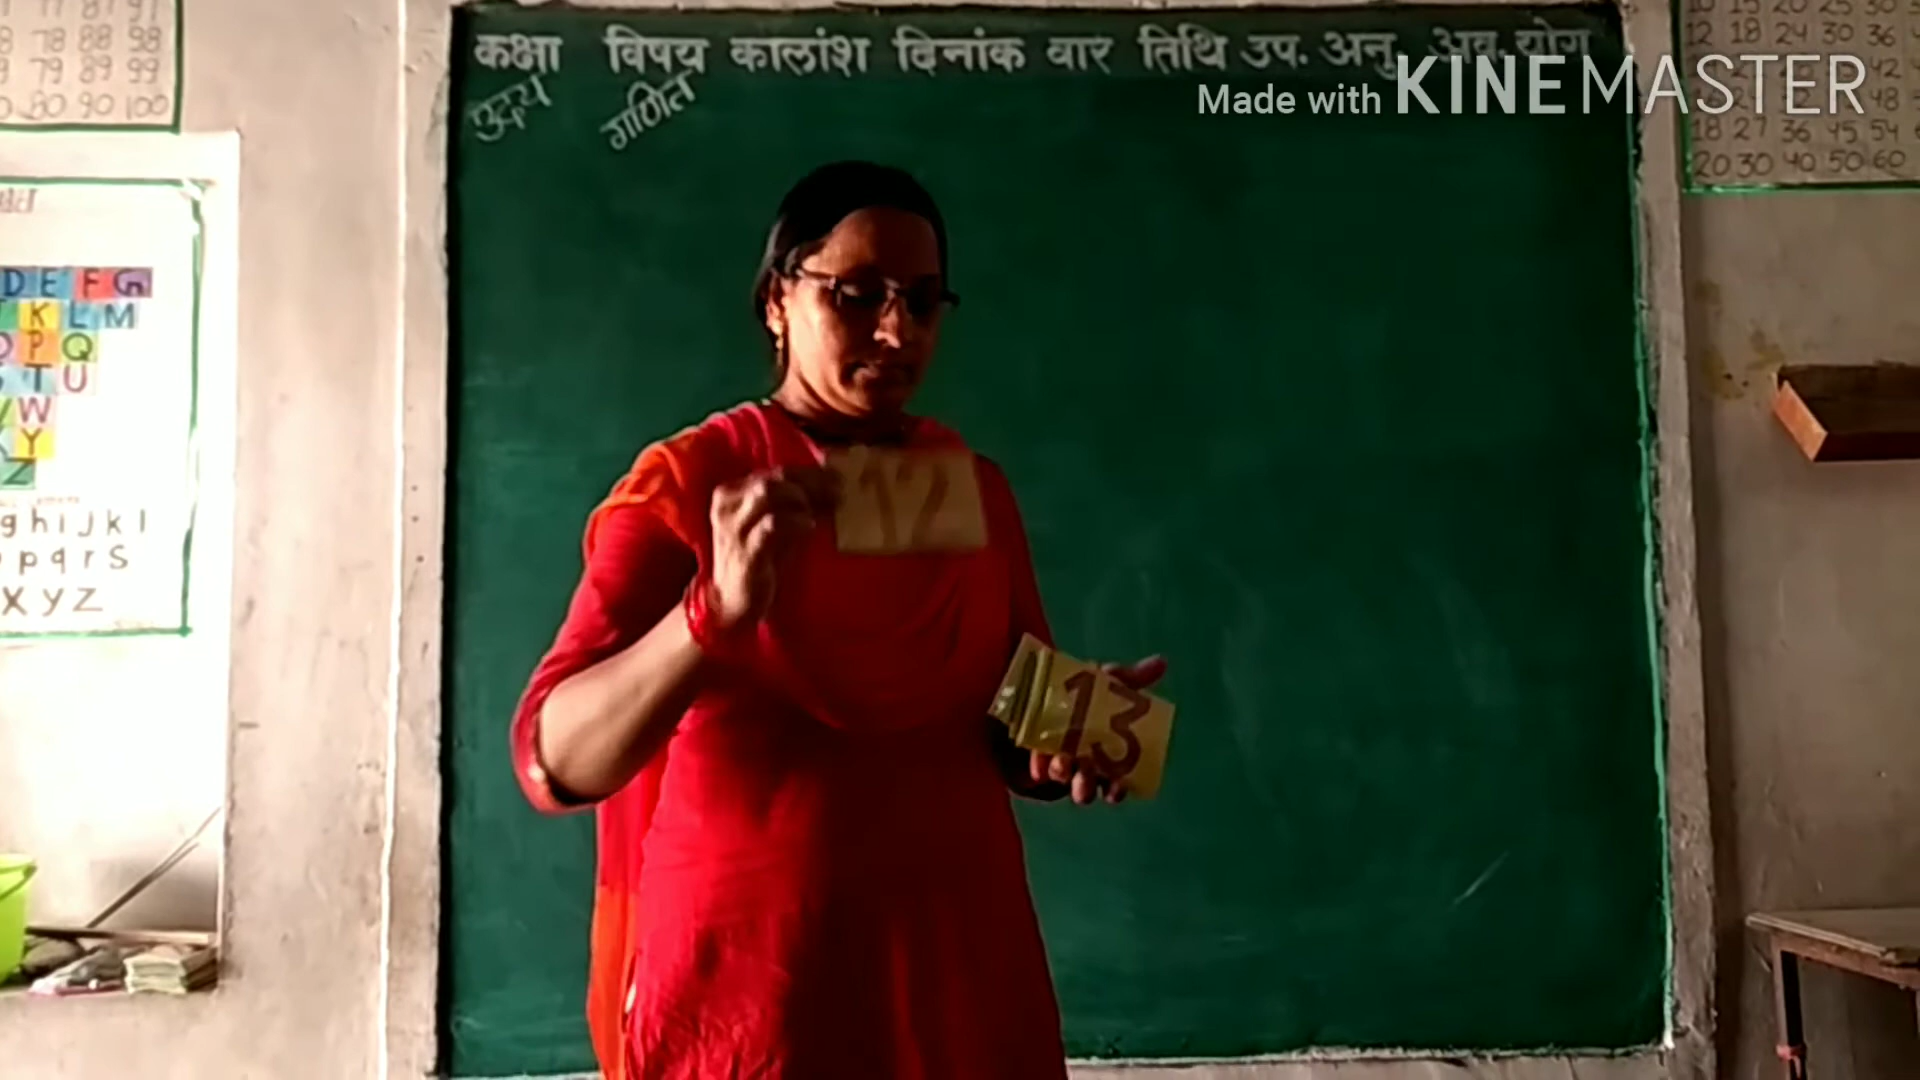 कक्षा विषय कालांश दिनांक वार तिथि उप. अनु. अव. योग
उदय गणित
Made with KINEMASTER
78 88 98
79 89 99
80 90 100
12 18 24 30 36
18 27 36 45 54
20 30 40 50 60
D E F G
K L M
P Q
T U
W
Y
Z
g h i j k l
p q r s
x y z
12
13